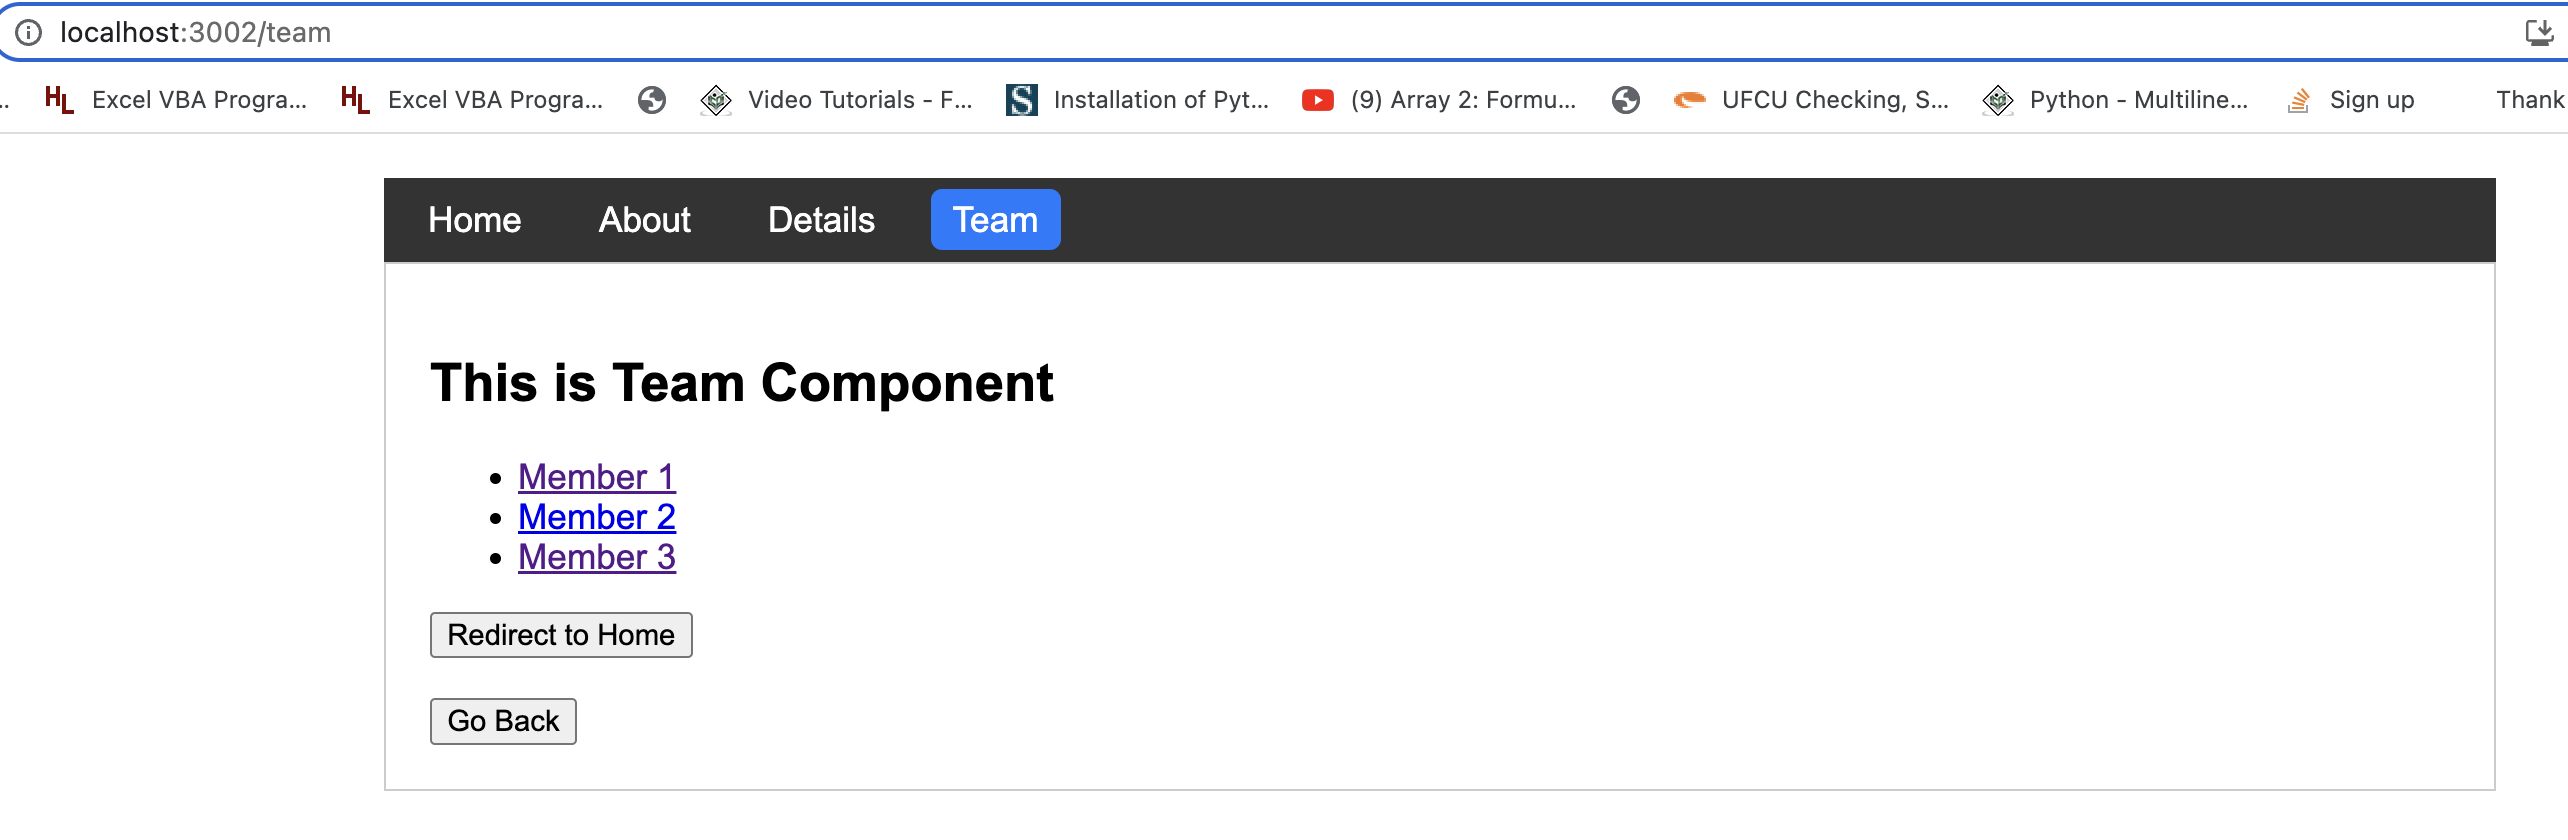 localhost:3002/team
.. HL Excel VBA Progra... HL Excel VBA Progra... Video Tutorials - F... S Installation of Pyt... (9) Array 2: Formu... UFCU Checking, S... Python - Multiline... Sign up Thank
Home About Details Team
This is Team Component
• Member 1
• Member 2
• Member 3
Redirect to Home
Go Back